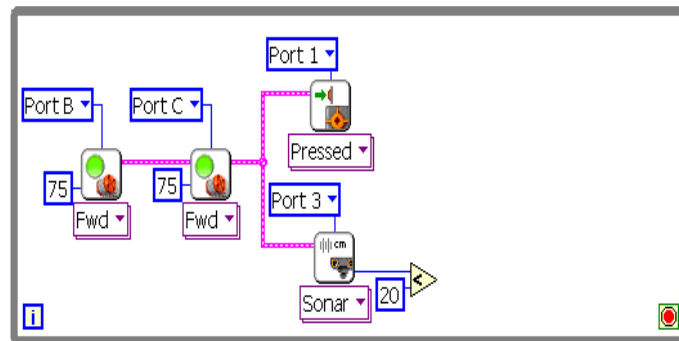 Port 1
Port B
Port C
Pressed
75
75
Port 3
Fwd
Fwd
cm
20
<
Sonar
i